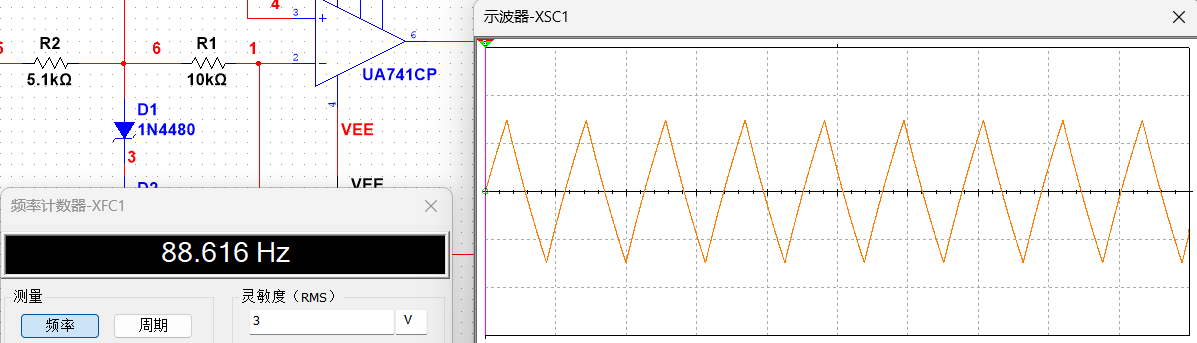 4
3
6
R2
6
R1
1
2
5.1kΩ
10kΩ
UA741CP
4
D1
1N4480
VEE
3
D2
VEE
示波器-XSC1
频率计数器-XFC1
88.616 Hz
测量
灵敏度（RMS）
频率
周期
3
V